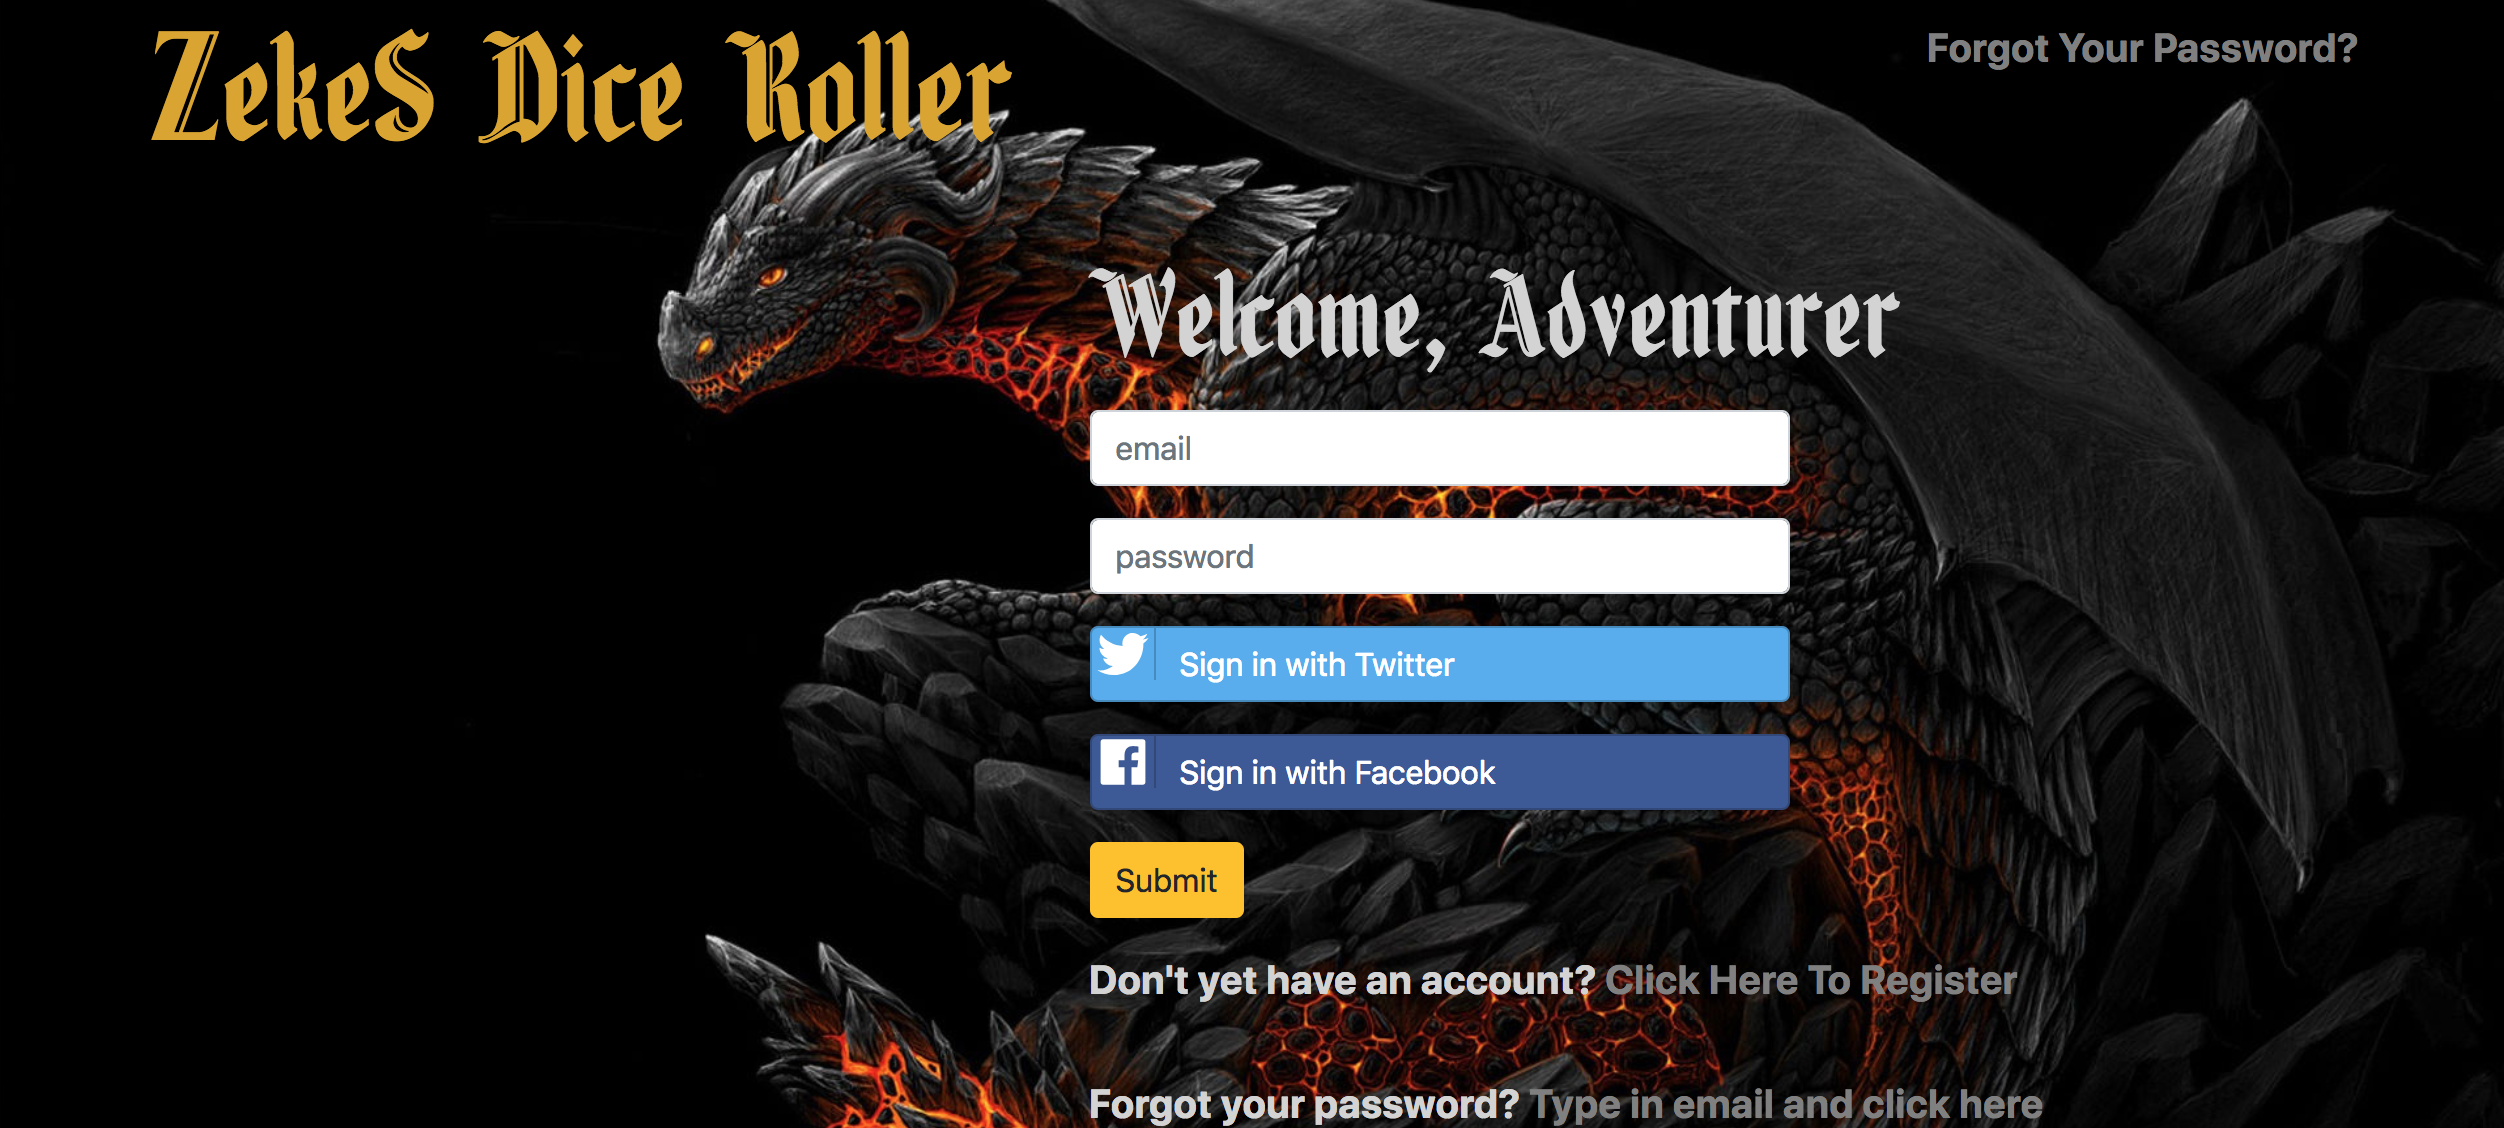 ZekeS Dice Roller
Forgot Your Password?
Welcome, Adventurer
email
password
Sign in with Twitter
Sign in with Facebook
Submit
Don't yet have an account? Click Here To Register
Forgot your password? Type in email and click here